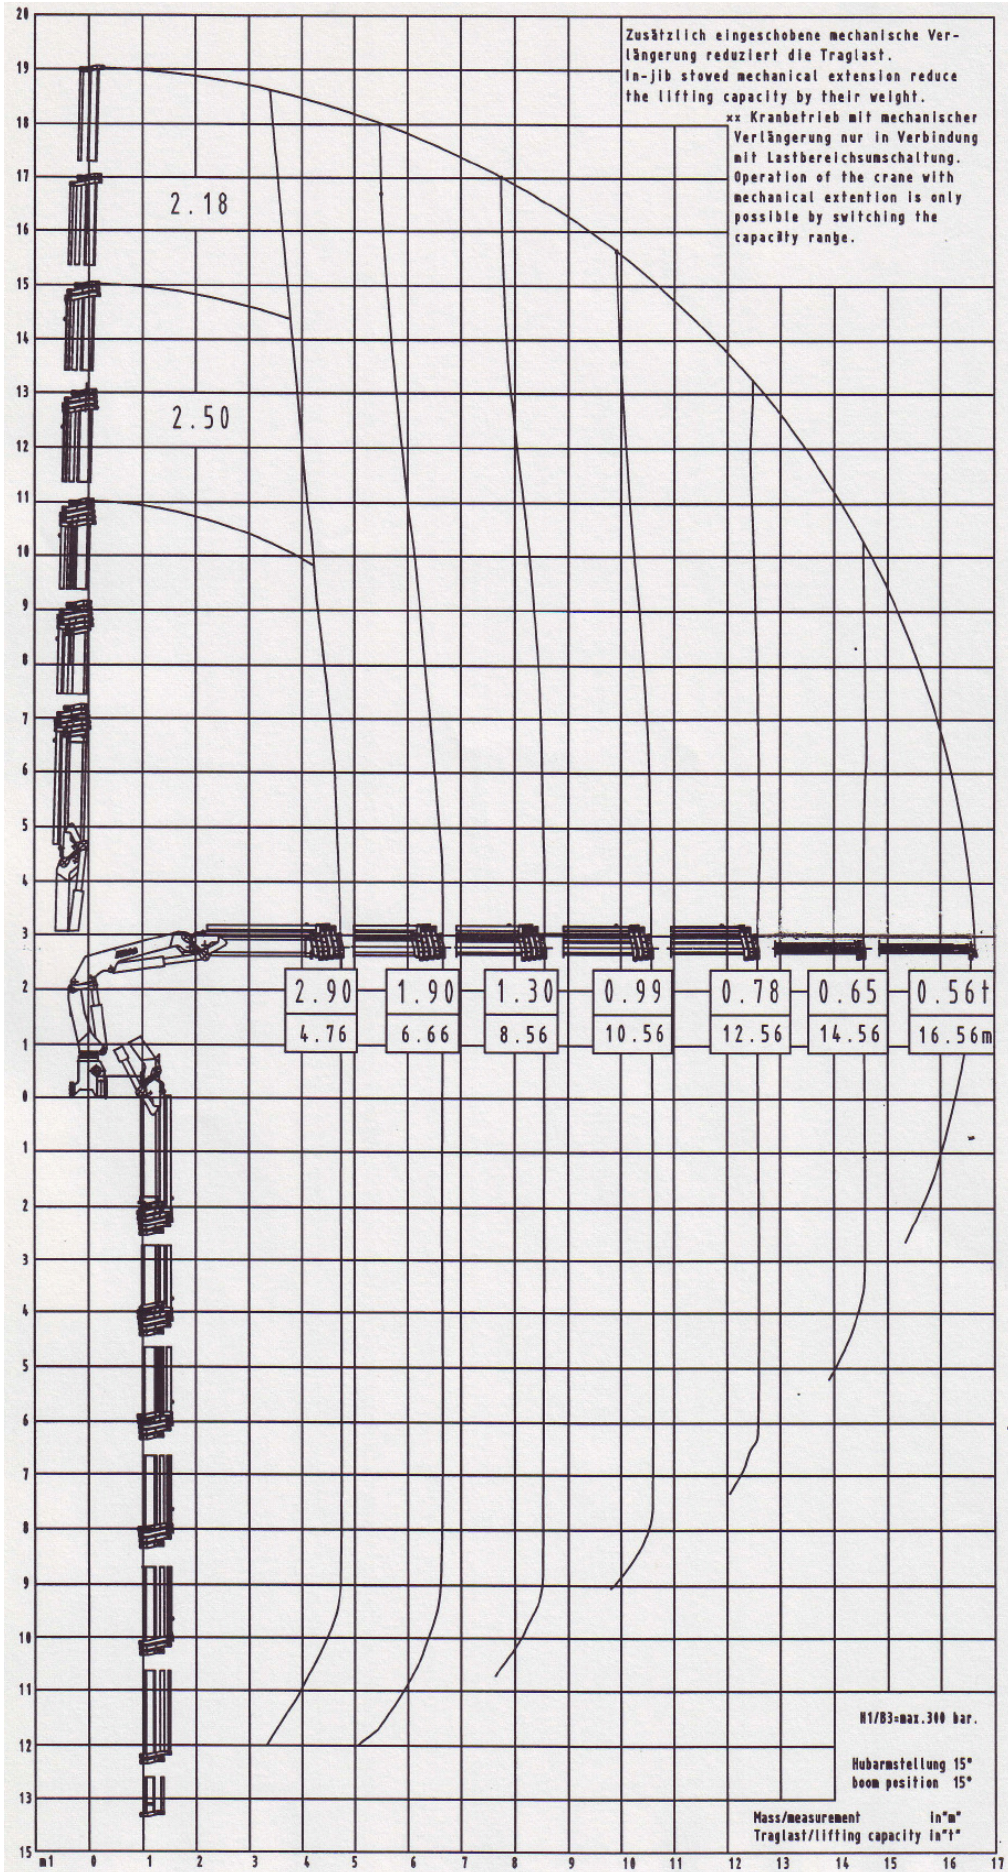 20
Zusätzlich eingeschobene mechanische Ver-
längerung reduziert die Traglast.
In-jib stowed mechanical extension reduce
the lifting capacity by their weight.
xx Kranbetrieb mit mechanischer
Verlängerung nur in Verbindung
mit Lastbereichsumschaltung.
Operation of the crane with
mechanical extention is only
possible by switching the
capacity range.
19
18
17
2.18
16
15
14
13
2.50
12
11
10
9
8
7
6
5
4
3
2
2.90 1.90 1.30 0.99 0.78 0.65 0.56t
4.76 6.66 8.56 10.56 12.56 14.56 16.56m
1
0
1
2
3
4
5
6
7
8
9
10
11
H1/B3=max.300 bar.
12
Hubarmstellung 15°
boom position 15°
13
Mass/measurement in"m"
Traglast/lifting capacity in"t"
15
m1 0 1 2 3 4 5 6 7 8 9 10 11 12 13 14 15 16 17